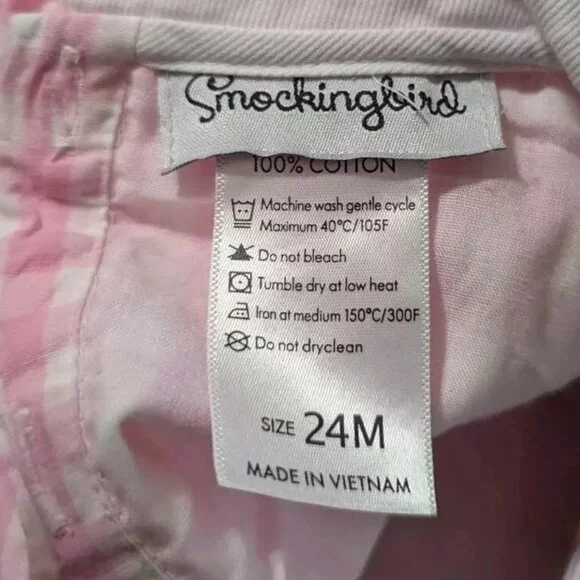 Smockingbird
100% COTTON
Machine wash gentle cycle
Maximum 40°C/105F
Do not bleach
Tumble dry at low heat
Iron at medium 150°C/300F
Do not dryclean
SIZE 24M
MADE IN VIETNAM